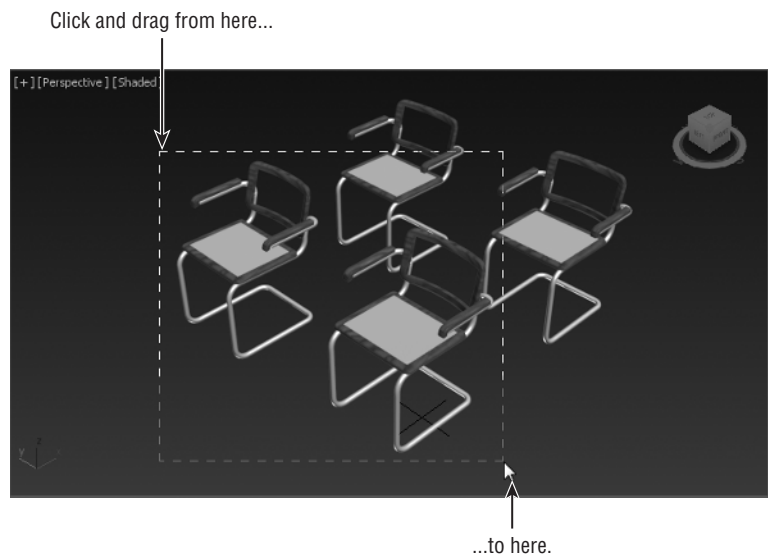 Click and drag from here...
[+][Perspective][Shaded]
z
y
...to here.